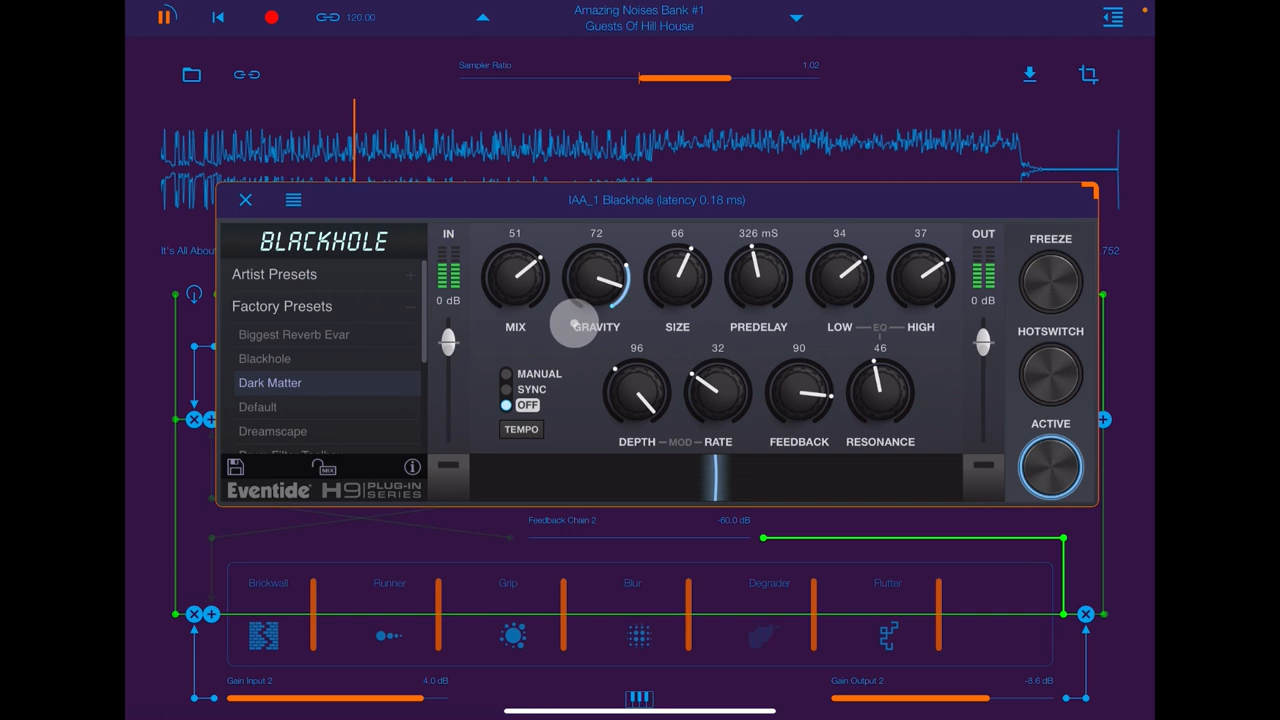 120.00
Amazing Noises Bank #1
Guests Of Hill House
Sampler Ratio
1.02
It's All Abou
.752
IAA_1 Blackhole (latency 0.18 ms)
BLACKHOLE
Artist Presets
Factory Presets
Biggest Reverb Evar
Blackhole
Dark Matter
Default
Dreamscape
MIX
Eventide H9 PLUG-IN SERIES
IN
0 dB
51
72
66
326 mS
34
37
MIX
GRAVITY
SIZE
PREDELAY
LOW
EQ
HIGH
MANUAL
SYNC
OFF
TEMPO
96
32
90
46
DEPTH
MOD
RATE
FEEDBACK
RESONANCE
OUT
0 dB
FREEZE
HOTSWITCH
ACTIVE
Feedback Chain 2
-60.0 dB
Brickwall
Runner
Grip
Blur
Degrader
Flutter
Gain Input 2
4.0 dB
Gain Output 2
-8.6 dB